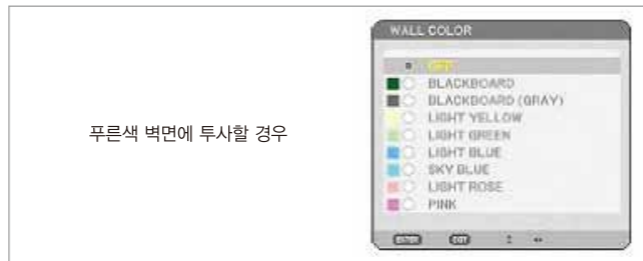 WALL COLOR
푸른색 벽면에 투사할 경우
OFF
BLACKBOARD
BLACKBOARD (GRAY)
LIGHT YELLOW
LIGHT GREEN
LIGHT BLUE
SKY BLUE
LIGHT ROSE
PINK
ENTER EXIT